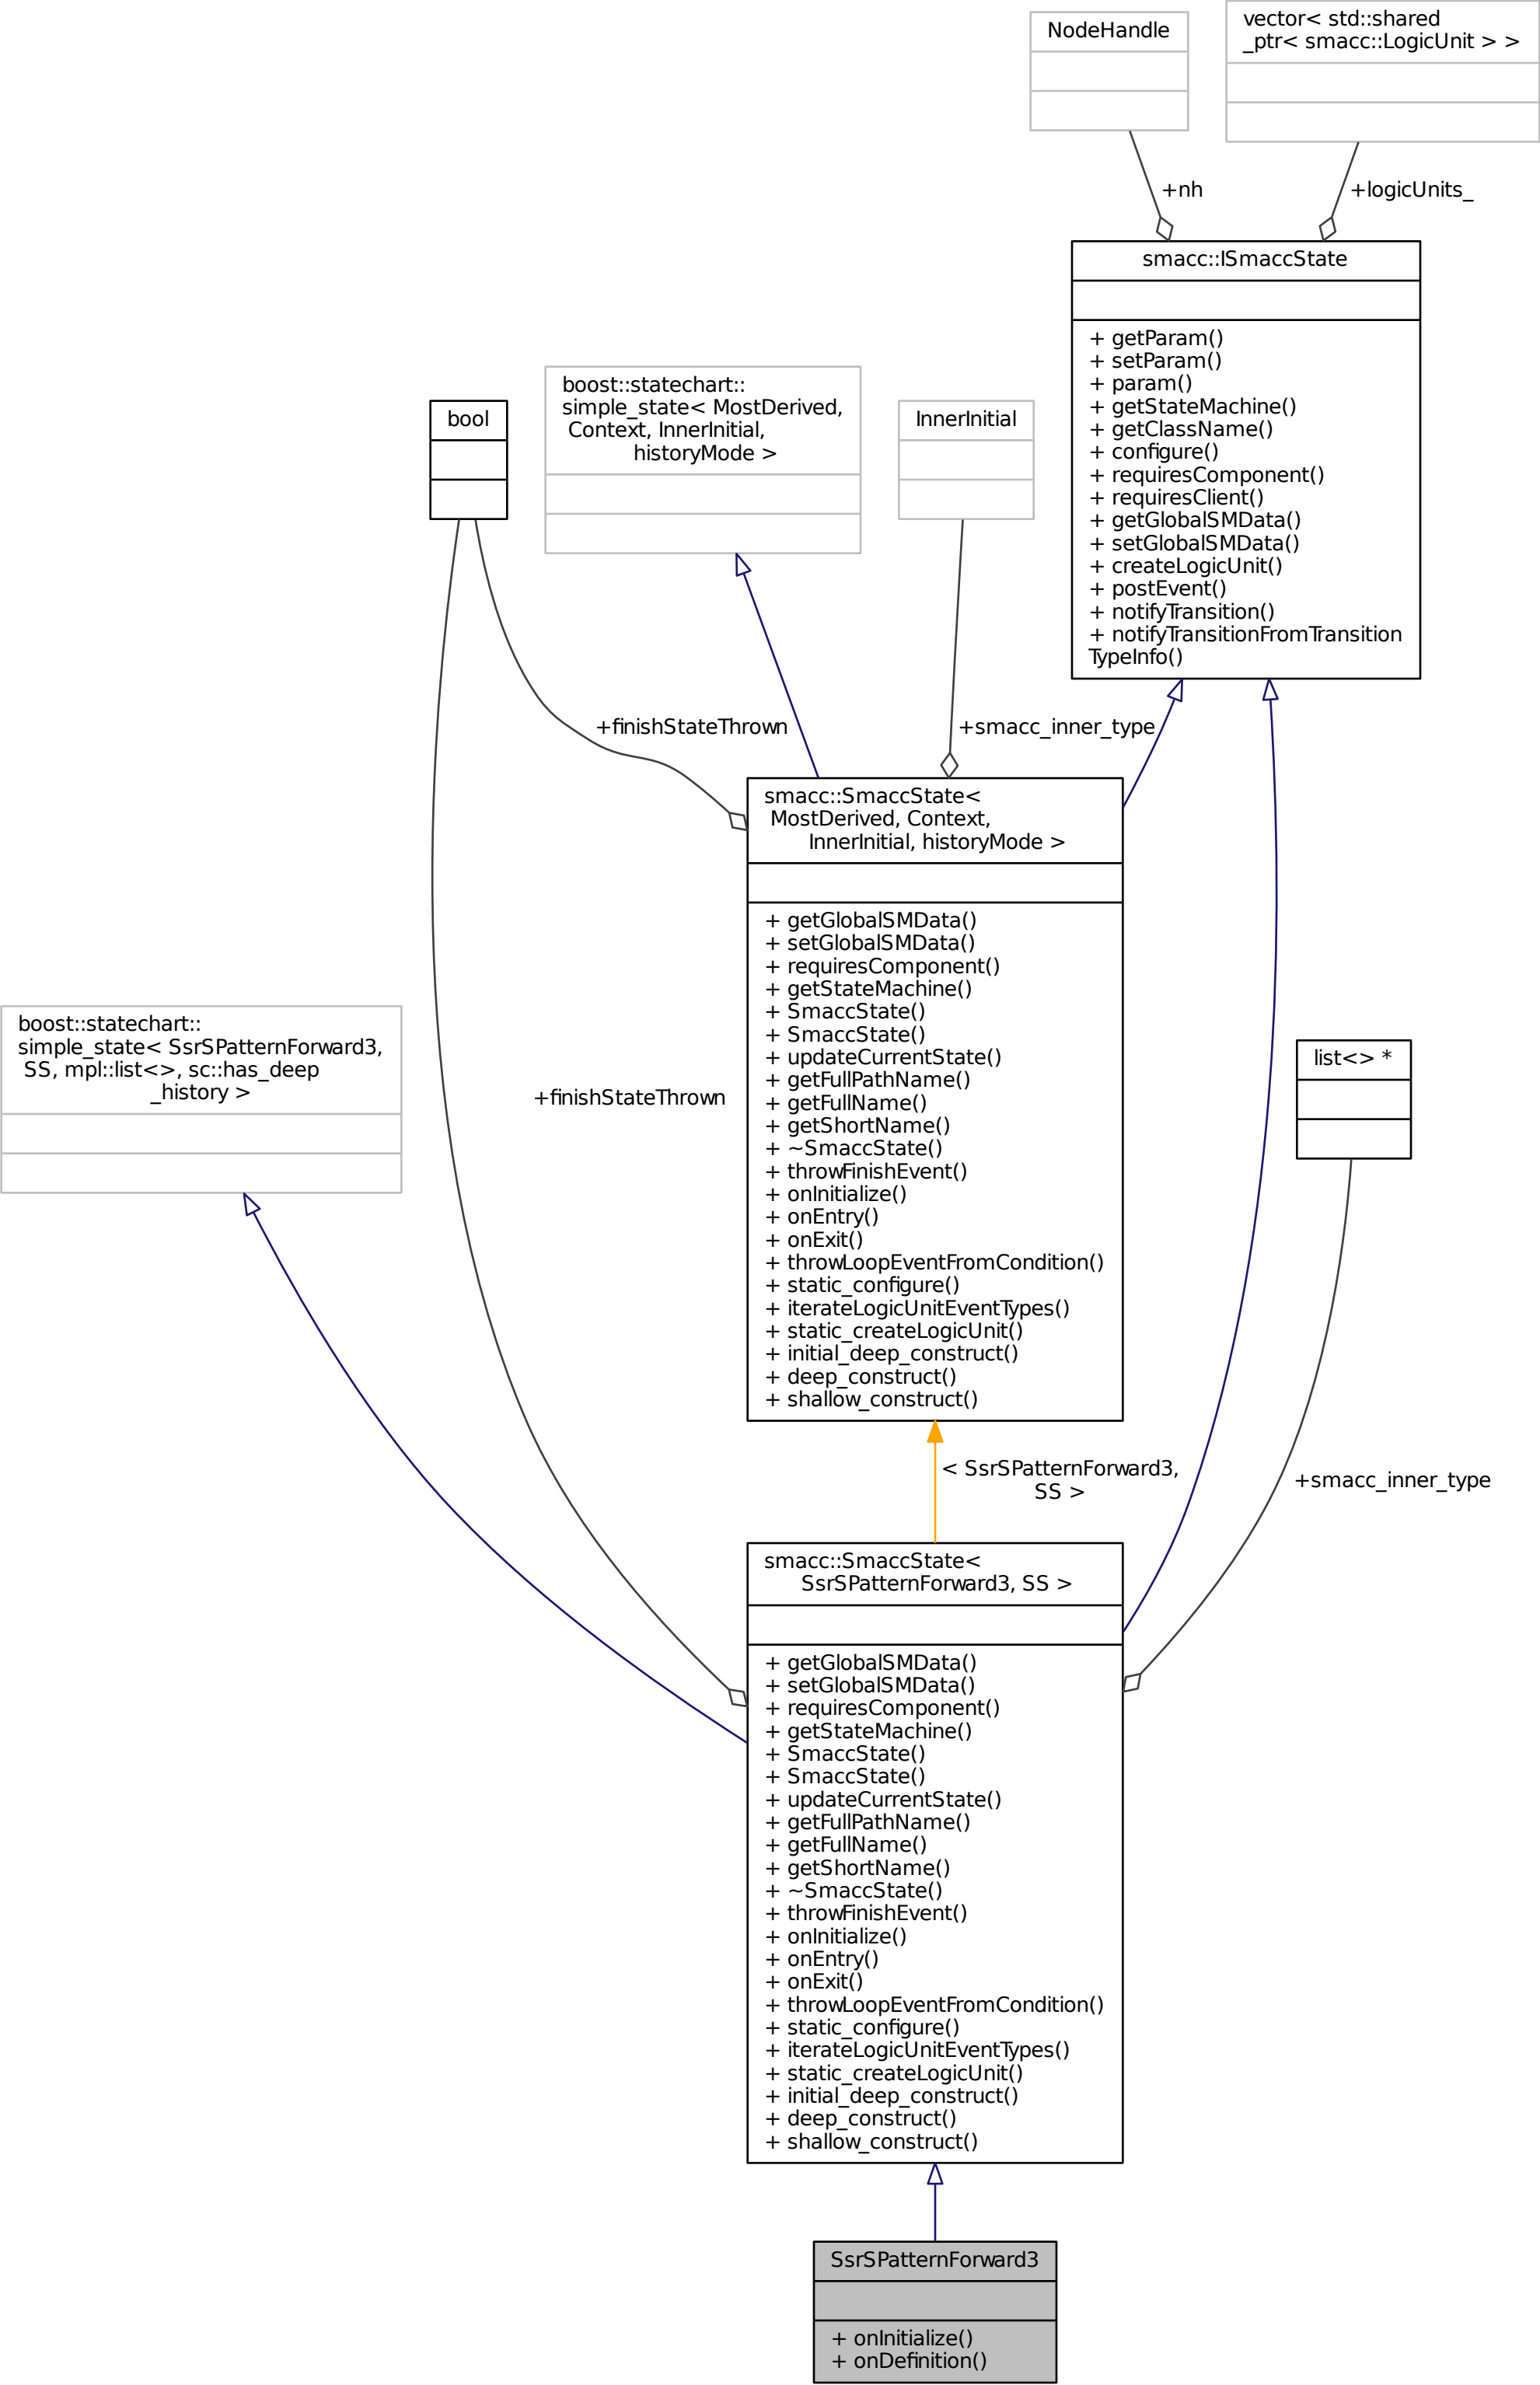 NodeHandle
vector< std::shared
_ptr< smacc::LogicUnit > >
+nh
+logicUnits_
smacc::ISmaccState
+ getParam()
+ setParam()
+ param()
+ getStateMachine()
+ getClassName()
+ configure()
+ requiresComponent()
+ requiresClient()
+ getGlobalSMData()
+ setGlobalSMData()
+ createLogicUnit()
+ postEvent()
+ notifyTransition()
+ notifyTransitionFromTransition
TypeInfo()
bool
boost::statechart::
simple_state< MostDerived,
Context, InnerInitial,
historyMode >
InnerInitial
+finishStateThrown
+smacc_inner_type
smacc::SmaccState<
MostDerived, Context,
InnerInitial, historyMode >
+ getGlobalSMData()
+ setGlobalSMData()
+ requiresComponent()
+ getStateMachine()
+ SmaccState()
+ SmaccState()
+ updateCurrentState()
+ getFullPathName()
+ getFullName()
+ getShortName()
+ ~SmaccState()
+ throwFinishEvent()
+ onInitialize()
+ onEntry()
+ onExit()
+ throwLoopEventFromCondition()
+ static_configure()
+ iterateLogicUnitEventTypes()
+ static_createLogicUnit()
+ initial_deep_construct()
+ deep_construct()
+ shallow_construct()
boost::statechart::
simple_state< SsrSPatternForward3,
SS, mpl::list<>, sc::has_deep
_history >
+finishStateThrown
list<> *
< SsrSPatternForward3,
SS >
+smacc_inner_type
smacc::SmaccState<
SsrSPatternForward3, SS >
+ getGlobalSMData()
+ setGlobalSMData()
+ requiresComponent()
+ getStateMachine()
+ SmaccState()
+ SmaccState()
+ updateCurrentState()
+ getFullPathName()
+ getFullName()
+ getShortName()
+ ~SmaccState()
+ throwFinishEvent()
+ onInitialize()
+ onEntry()
+ onExit()
+ throwLoopEventFromCondition()
+ static_configure()
+ iterateLogicUnitEventTypes()
+ static_createLogicUnit()
+ initial_deep_construct()
+ deep_construct()
+ shallow_construct()
SsrSPatternForward3
+ onInitialize()
+ onDefinition()